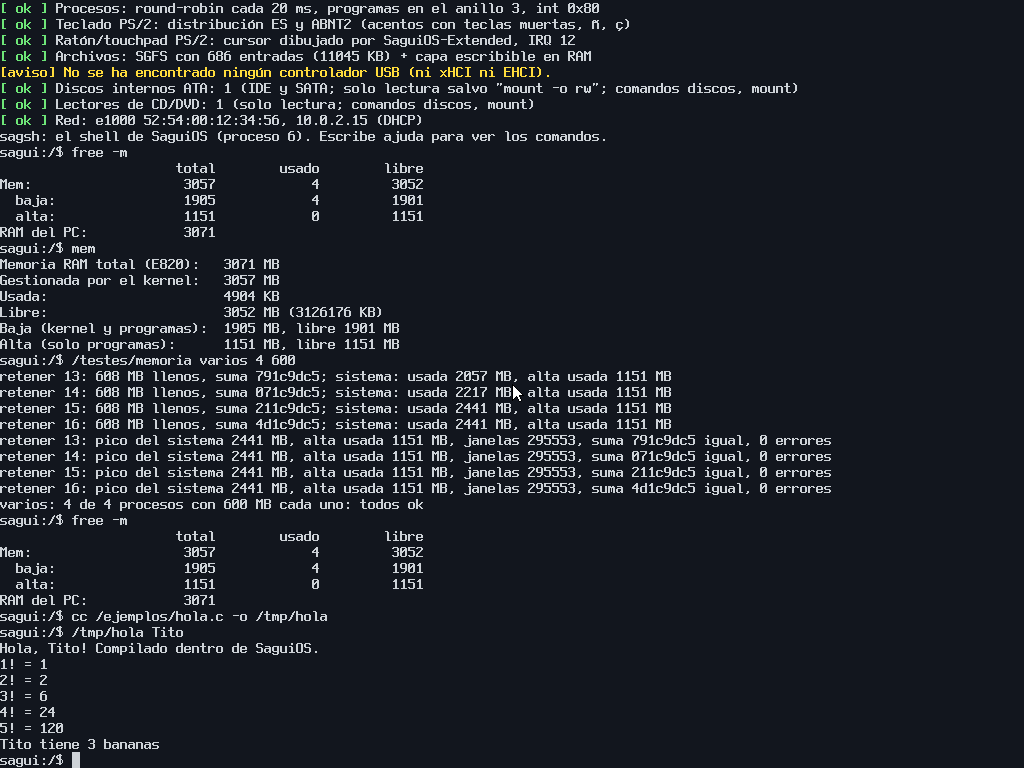 [ ok ] Procesos: round-robin cada 20 ms, programas en el anillo 3, int 0x80
[ ok ] Teclado PS/2: distribución ES y ABNT2 (acentos con teclas muertas, ñ, ç)
[ ok ] Ratón/touchpad PS/2: cursor dibujado por SaguiOS-Extended, IRQ 12
[ ok ] Archivos: SGFS con 686 entradas (11045 KB) + capa escribible en RAM
[aviso] No se ha encontrado ningún controlador USB (ni xHCI ni EHCI).
[ ok ] Discos internos ATA: 1 (IDE y SATA; solo lectura salvo "mount -o rw"; comandos discos, mount)
[ ok ] Lectores de CD/DVD: 1 (solo lectura; comandos discos, mount)
[ ok ] Red: e1000 52:54:00:12:34:56, 10.0.2.15 (DHCP)
sagsh: el shell de SaguiOS (proceso 6). Escribe ajuda para ver los comandos.
sagui:/$ free -m
total usado libre
Mem: 3057 4 3052
baja: 1905 4 1901
alta: 1151 0 1151
RAM del PC: 3071
sagui:/$ mem
Memoria RAM total (E820): 3071 MB
Gestionada por el kernel: 3057 MB
Usada: 4904 KB
Libre: 3052 MB (3126176 KB)
Baja (kernel y programas): 1905 MB, libre 1901 MB
Alta (solo programas): 1151 MB, libre 1151 MB
sagui:/$ /testes/memoria varios 4 600
retener 13: 608 MB llenos, suma 791c9dc5; sistema: usada 2057 MB, alta usada 1151 MB
retener 14: 608 MB llenos, suma 071c9dc5; sistema: usada 2217 MB, alta usada 1151 MB
retener 15: 608 MB llenos, suma 211c9dc5; sistema: usada 2441 MB, alta usada 1151 MB
retener 16: 608 MB llenos, suma 4d1c9dc5; sistema: usada 2441 MB, alta usada 1151 MB
retener 13: pico del sistema 2441 MB, alta usada 1151 MB, janelas 295553, suma 791c9dc5 igual, 0 errores
retener 14: pico del sistema 2441 MB, alta usada 1151 MB, janelas 295553, suma 071c9dc5 igual, 0 errores
retener 15: pico del sistema 2441 MB, alta usada 1151 MB, janelas 295553, suma 211c9dc5 igual, 0 errores
retener 16: pico del sistema 2441 MB, alta usada 1151 MB, janelas 295553, suma 4d1c9dc5 igual, 0 errores
varios: 4 de 4 procesos con 600 MB cada uno: todos ok
sagui:/$ free -m
total usado libre
Mem: 3057 4 3052
baja: 1905 4 1901
alta: 1151 0 1151
RAM del PC: 3071
sagui:/$ cc /ejemplos/hola.c -o /tmp/hola
sagui:/$ /tmp/hola Tito
Hola, Tito! Compilado dentro de SaguiOS.
1! = 1
2! = 2
3! = 6
4! = 24
5! = 120
Tito tiene 3 bananas
sagui:/$